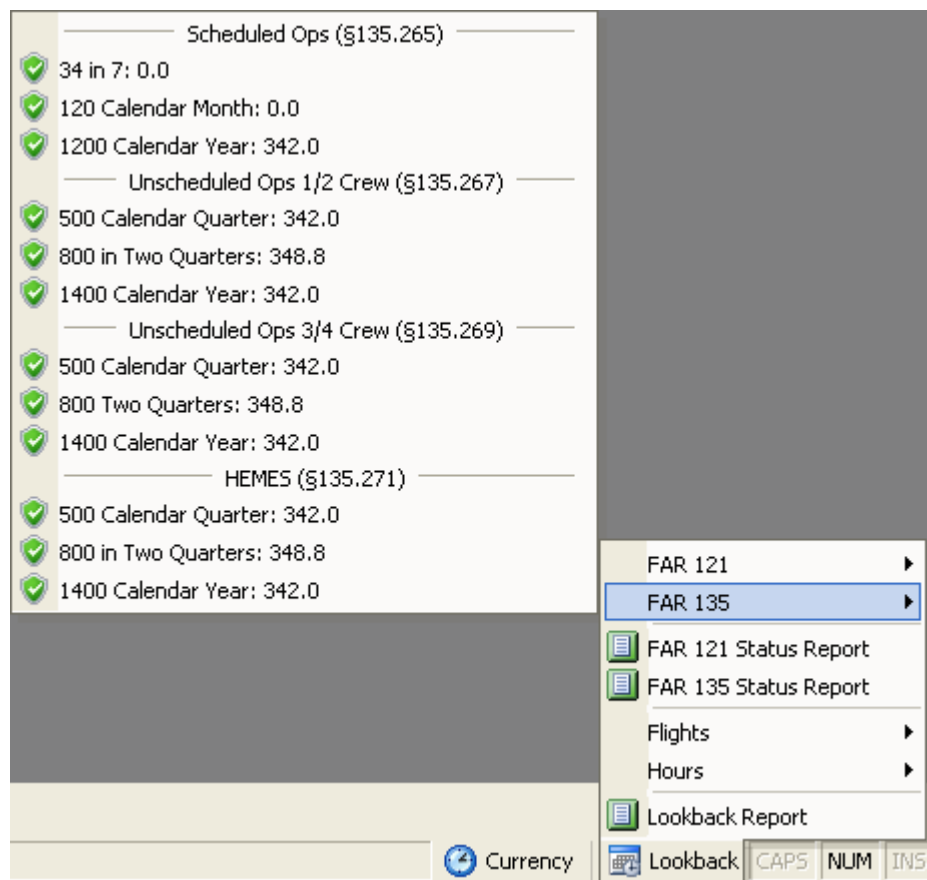 Scheduled Ops (§135.265)
34 in 7: 0.0
120 Calendar Month: 0.0
1200 Calendar Year: 342.0
Unscheduled Ops 1/2 Crew (§135.267)
500 Calendar Quarter: 342.0
800 in Two Quarters: 348.8
1400 Calendar Year: 342.0
Unscheduled Ops 3/4 Crew (§135.269)
500 Calendar Quarter: 342.0
800 Two Quarters: 348.8
1400 Calendar Year: 342.0
HEMES (§135.271)
500 Calendar Quarter: 342.0
800 in Two Quarters: 348.8
1400 Calendar Year: 342.0
FAR 121
FAR 135
FAR 121 Status Report
FAR 135 Status Report
Flights
Hours
Lookback Report
Currency Lookback CAPS NUM INS